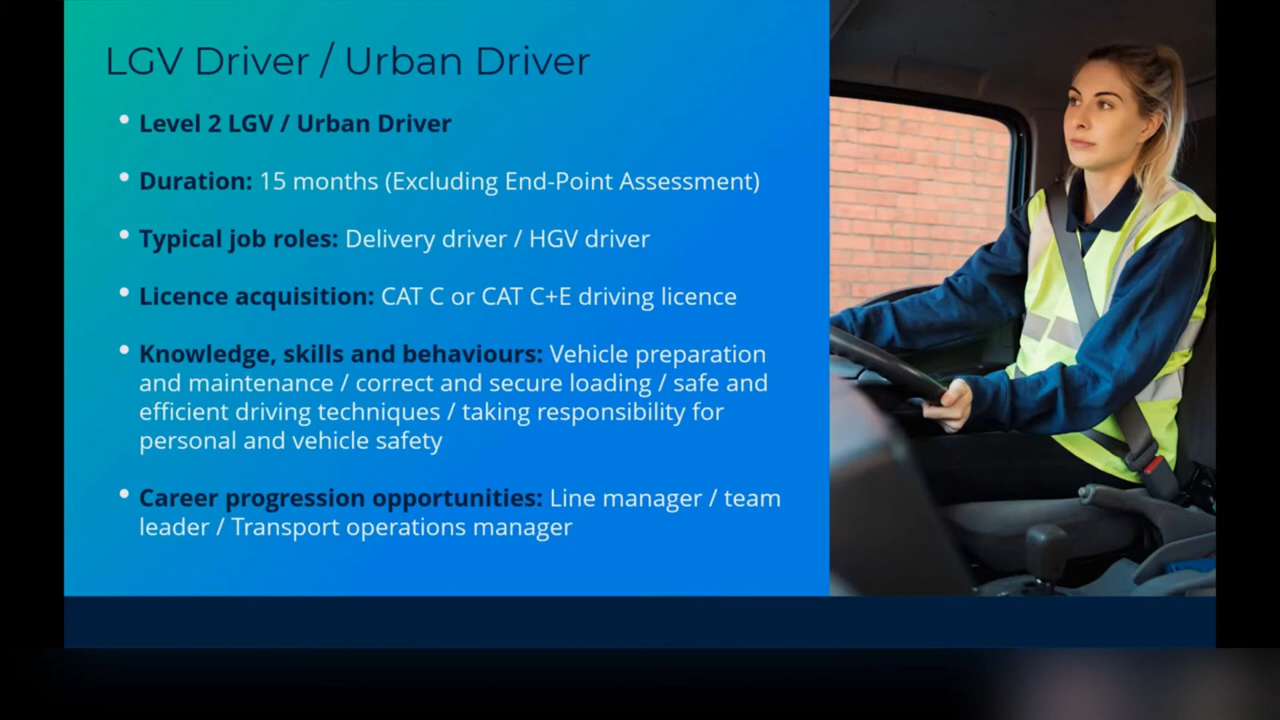 LGV Driver / Urban Driver
• Level 2 LGV / Urban Driver
• Duration: 15 months (Excluding End-Point Assessment)
• Typical job roles: Delivery driver / HGV driver
• Licence acquisition: CAT C or CAT C+E driving licence
• Knowledge, skills and behaviours: Vehicle preparation
and maintenance / correct and secure loading / safe and
efficient driving techniques / taking responsibility for
personal and vehicle safety
• Career progression opportunities: Line manager / team
leader / Transport operations manager